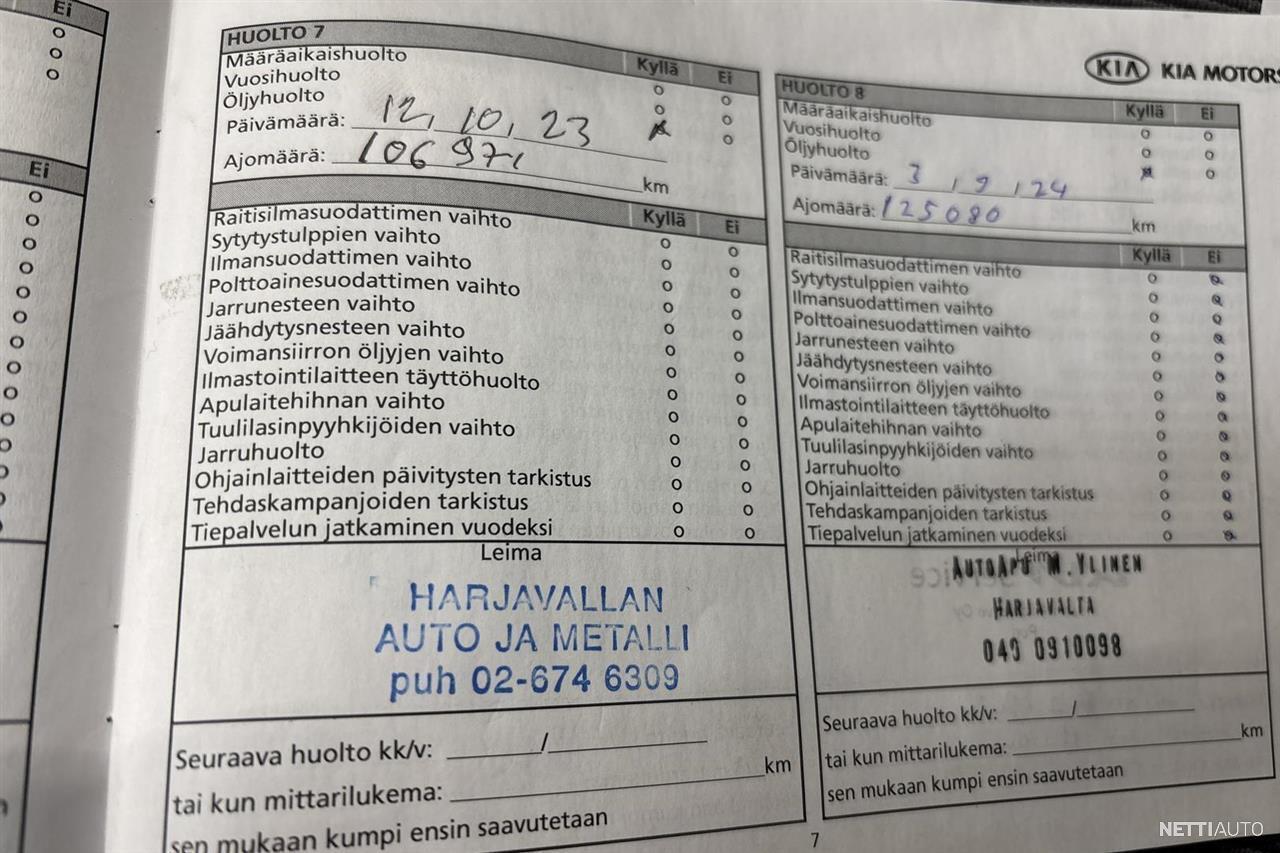 Ei
Ei
HUOLTO 7
Kyllä Ei
Määräaikaishuolto
Vuosihuolto
Öljyhuolto
Päivämäärä: 12, 10, 23
Ajomäärä: 106 971 km
Kyllä Ei
Raitisilmasuodattimen vaihto
Sytytystulppien vaihto
Ilmansuodattimen vaihto
Polttoainesuodattimen vaihto
Jarrunesteen vaihto
Jäähdytysnesteen vaihto
Voimansiirron öljyjen vaihto
Ilmastointilaitteen täyttöhuolto
Apulaitehihnan vaihto
Tuulilasinpyyhkijöiden vaihto
Jarruhuolto
Ohjainlaitteiden päivitysten tarkistus
Tehdaskampanjoiden tarkistus
Tiepalvelun jatkaminen vuodeksi
Leima
HARJAVALLAN
AUTO JA METALLI
puh 02-674 6309
Seuraava huolto kk/v: /
tai kun mittarilukema: km
sen mukaan kumpi ensin saavutetaan
KIA KIA MOTORS
HUOLTO 8
Kyllä Ei
Määräaikaishuolto
Vuosihuolto
Öljyhuolto
Päivämäärä: 3, 9, 24
Ajomäärä: 125080 km
Kyllä Ei
Raitisilmasuodattimen vaihto
Sytytystulppien vaihto
Ilmansuodattimen vaihto
Polttoainesuodattimen vaihto
Jarrunesteen vaihto
Jäähdytysnesteen vaihto
Voimansiirron öljyjen vaihto
Ilmastointilaitteen täyttöhuolto
Apulaitehihnan vaihto
Tuulilasinpyyhkijöiden vaihto
Jarruhuolto
Ohjainlaitteiden päivitysten tarkistus
Tehdaskampanjoiden tarkistus
Tiepalvelun jatkaminen vuodeksi
Leima
AUTOAPU M.YLINEN
HARJAVALTA
040 0910098
Seuraava huolto kk/v: /
tai kun mittarilukema: km
sen mukaan kumpi ensin saavutetaan
7
NETTIAUTO